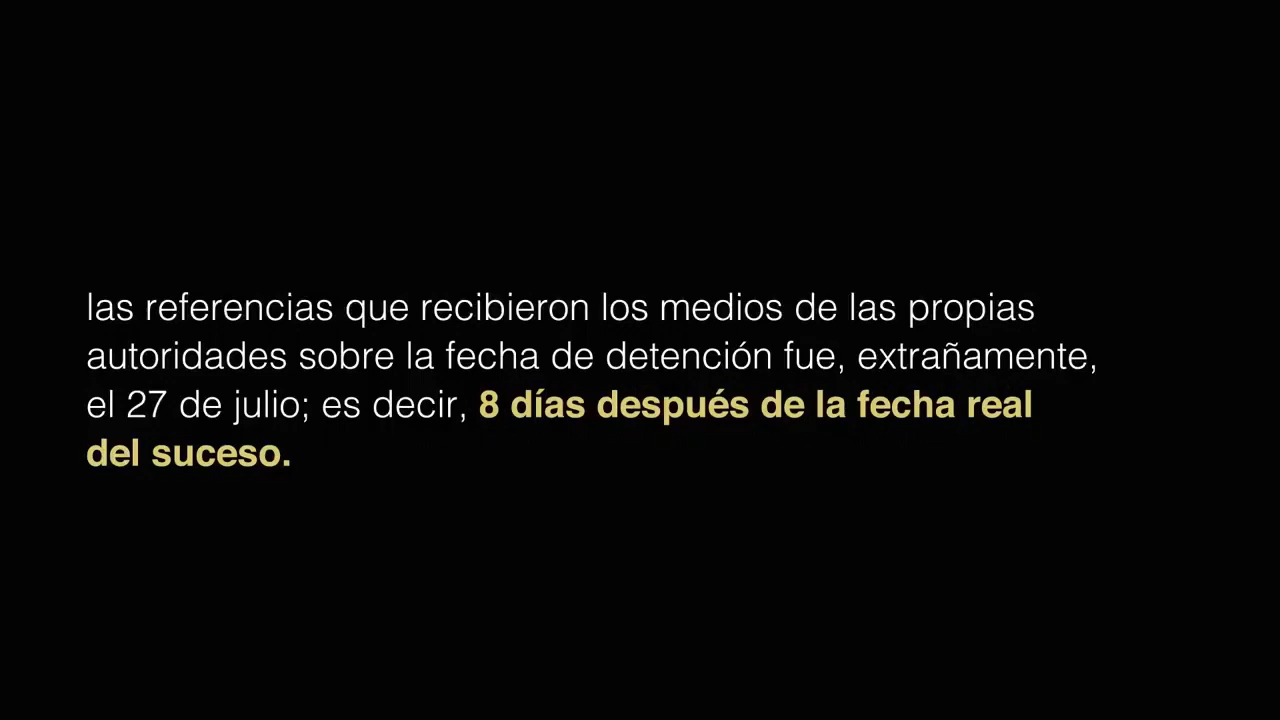 las referencias que recibieron los medios de las propias
autoridades sobre la fecha de detención fue, extrañamente,
el 27 de julio; es decir, 8 días después de la fecha real
del suceso.